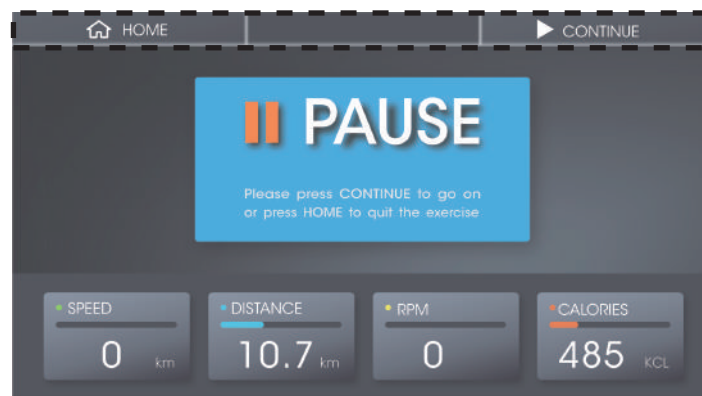 HOME
CONTINUE
PAUSE
Please press CONTINUE to go on
or press HOME to quit the exercise
SPEED
0 km
DISTANCE
10.7 km
RPM
0
CALORIES
485 KCL